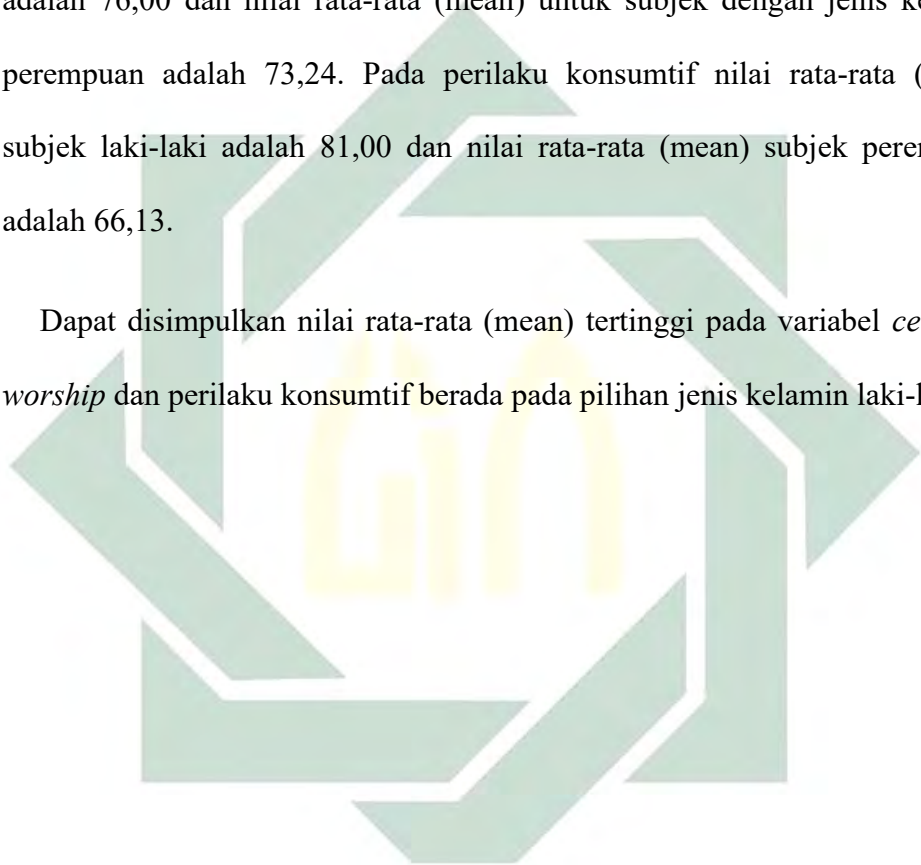 adalah 76,00 dan nilai rata-rata (mean) untuk subjek dengan jenis
perempuan adalah 73,24. Pada perilaku konsumtif nilai rata-rata
subjek laki-laki adalah 81,00 dan nilai rata-rata (mean) subjek
adalah 66,13.
Dapat disimpulkan nilai rata-rata (mean) tertinggi pada variabel
worship dan perilaku konsumtif berada pada pilihan jenis kelamin